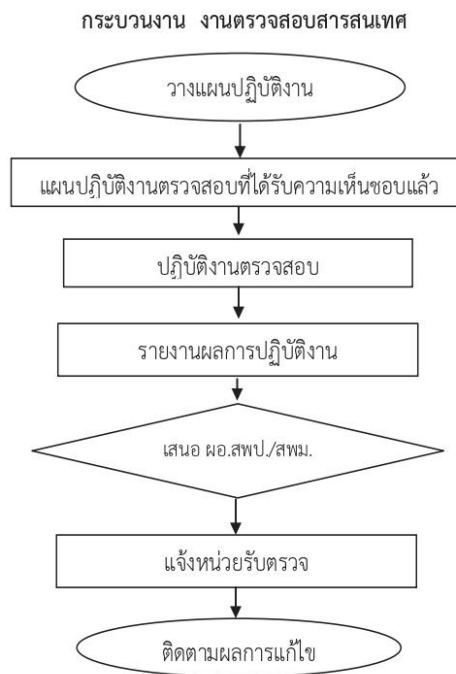 กระบวนงาน งานตรวจสอบสารสนเทศ
วางแผนปฏิบัติงาน
แผนปฏิบัติงานตรวจสอบที่ได้รับความเห็นชอบแล้ว
ปฏิบัติงานตรวจสอบ
รายงานผลการปฏิบัติงาน
เสนอ ผอ.สพป./สพม.
แจ้งหน่วยรับตรวจ
ติดตามผลการแก้ไข